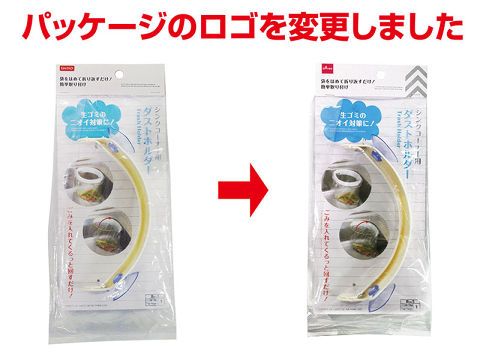 パッケージのロゴを変更しました
DAISO
袋をはめて折り返すだけ!
簡単取り付け
生ゴミの
ニオイ対策に!
シンクコーナー用
ダストホルダー
Trash Holder
ごみを入れてくるっと回すだけ!
袋をはめて折り返すだけ!
簡単取り付け
生ゴミの
ニオイ対策に!
シンクコーナー用
ダストホルダー
Trash Holder
ごみを入れてくるっと回すだけ!